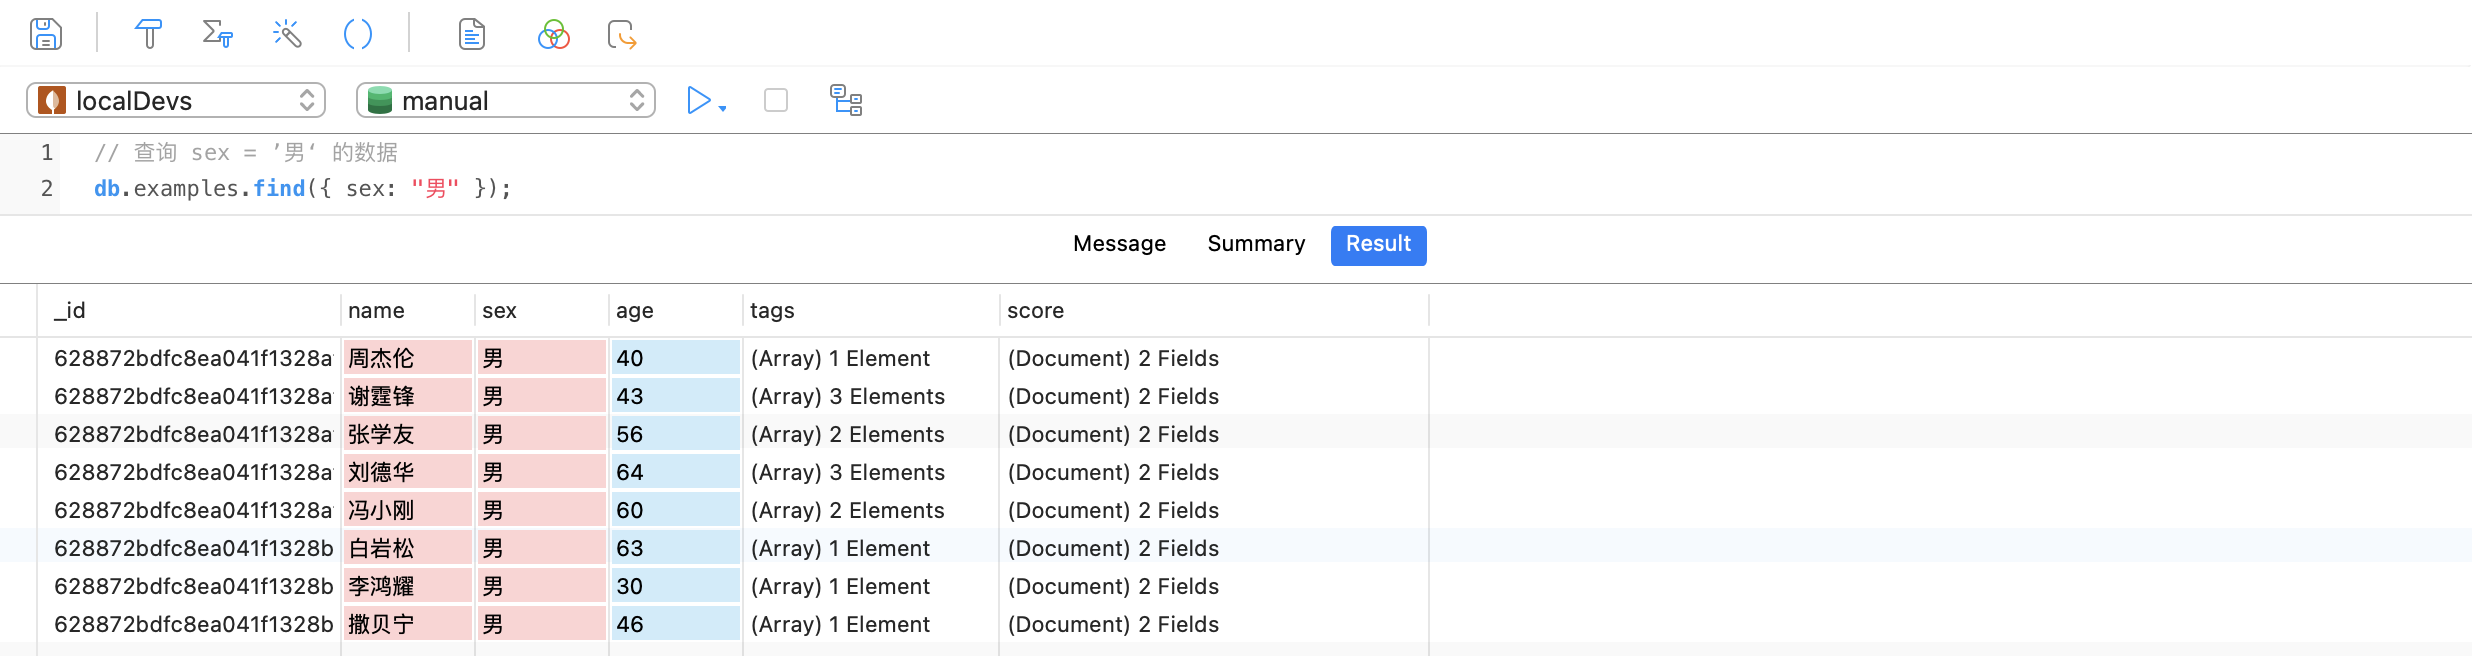 localDevs manual
1 // 查询 sex = ’男‘ 的数据
2 db.examples.find({ sex: "男" });
Message Summary Result
_id name sex age tags score
628872bdfc8ea041f1328a 周杰伦 男 40 (Array) 1 Element (Document) 2 Fields
628872bdfc8ea041f1328a 谢霆锋 男 43 (Array) 3 Elements (Document) 2 Fields
628872bdfc8ea041f1328a 张学友 男 56 (Array) 2 Elements (Document) 2 Fields
628872bdfc8ea041f1328a 刘德华 男 64 (Array) 3 Elements (Document) 2 Fields
628872bdfc8ea041f1328a 冯小刚 男 60 (Array) 2 Elements (Document) 2 Fields
628872bdfc8ea041f1328b 白岩松 男 63 (Array) 1 Element (Document) 2 Fields
628872bdfc8ea041f1328b 李鸿耀 男 30 (Array) 1 Element (Document) 2 Fields
628872bdfc8ea041f1328b 撒贝宁 男 46 (Array) 1 Element (Document) 2 Fields